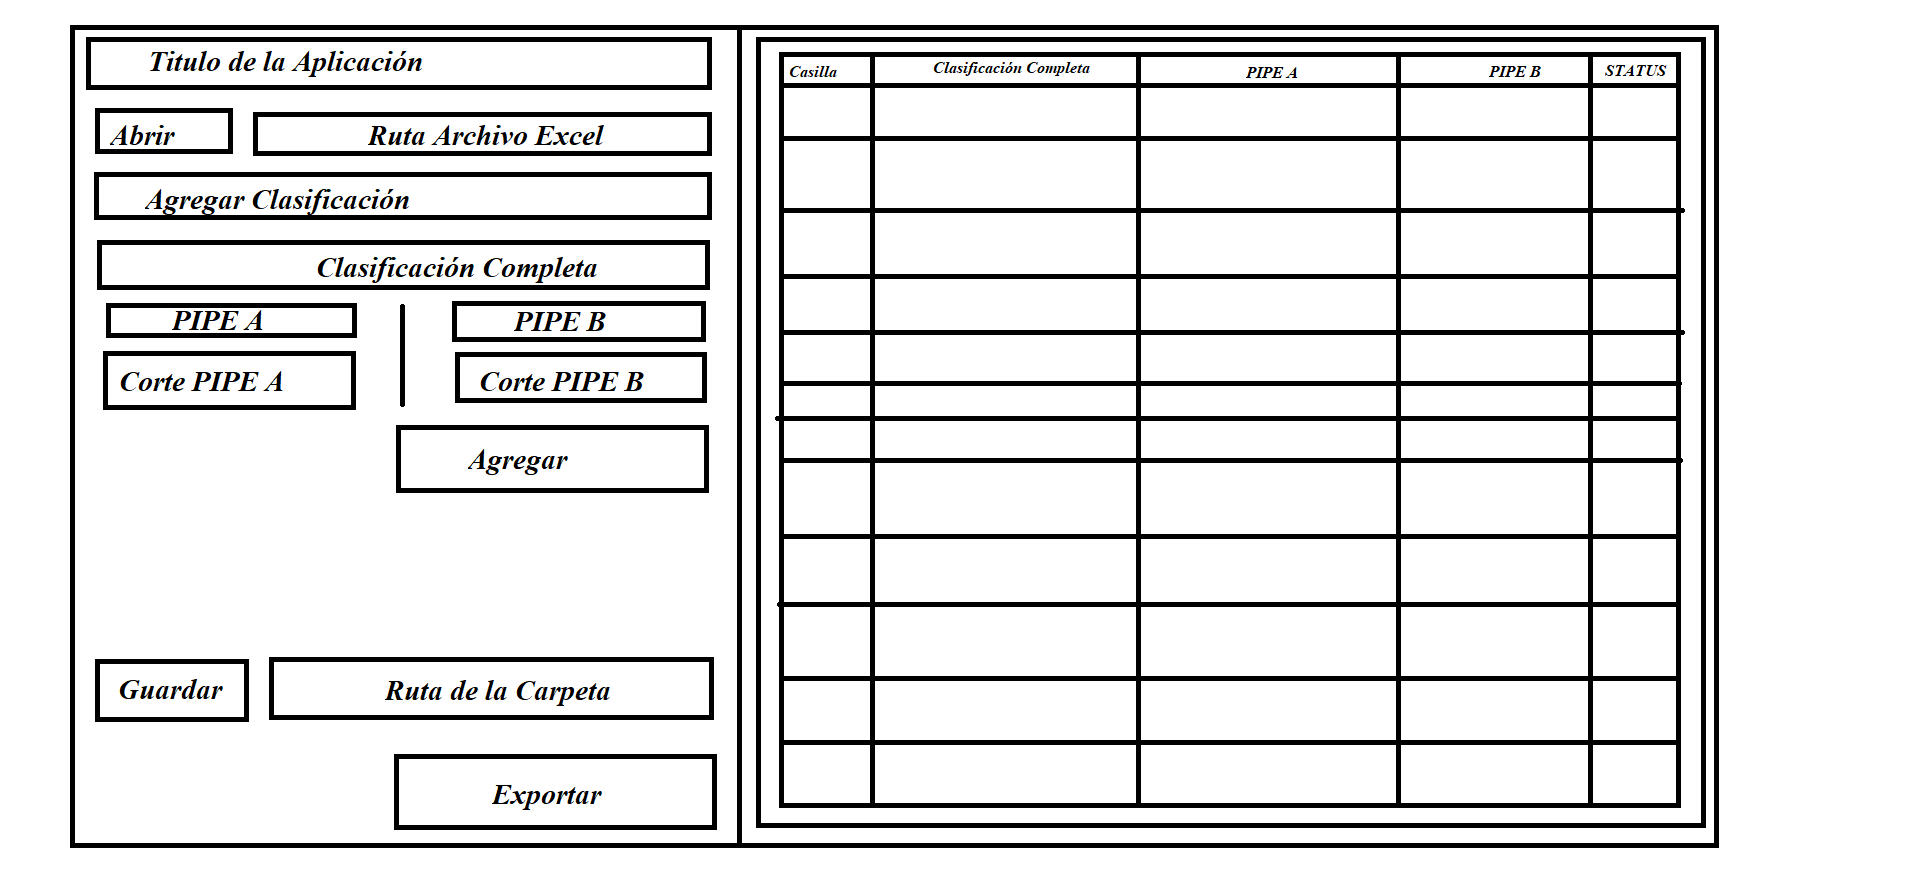 Titulo de la Aplicación
Abrir
Ruta Archivo Excel
Agregar Clasificación
Clasificación Completa
PIPE A
PIPE B
Corte PIPE A
Corte PIPE B
Agregar
Guardar
Ruta de la Carpeta
Exportar
Casilla
Clasificación Completa
PIPE A
PIPE B
STATUS